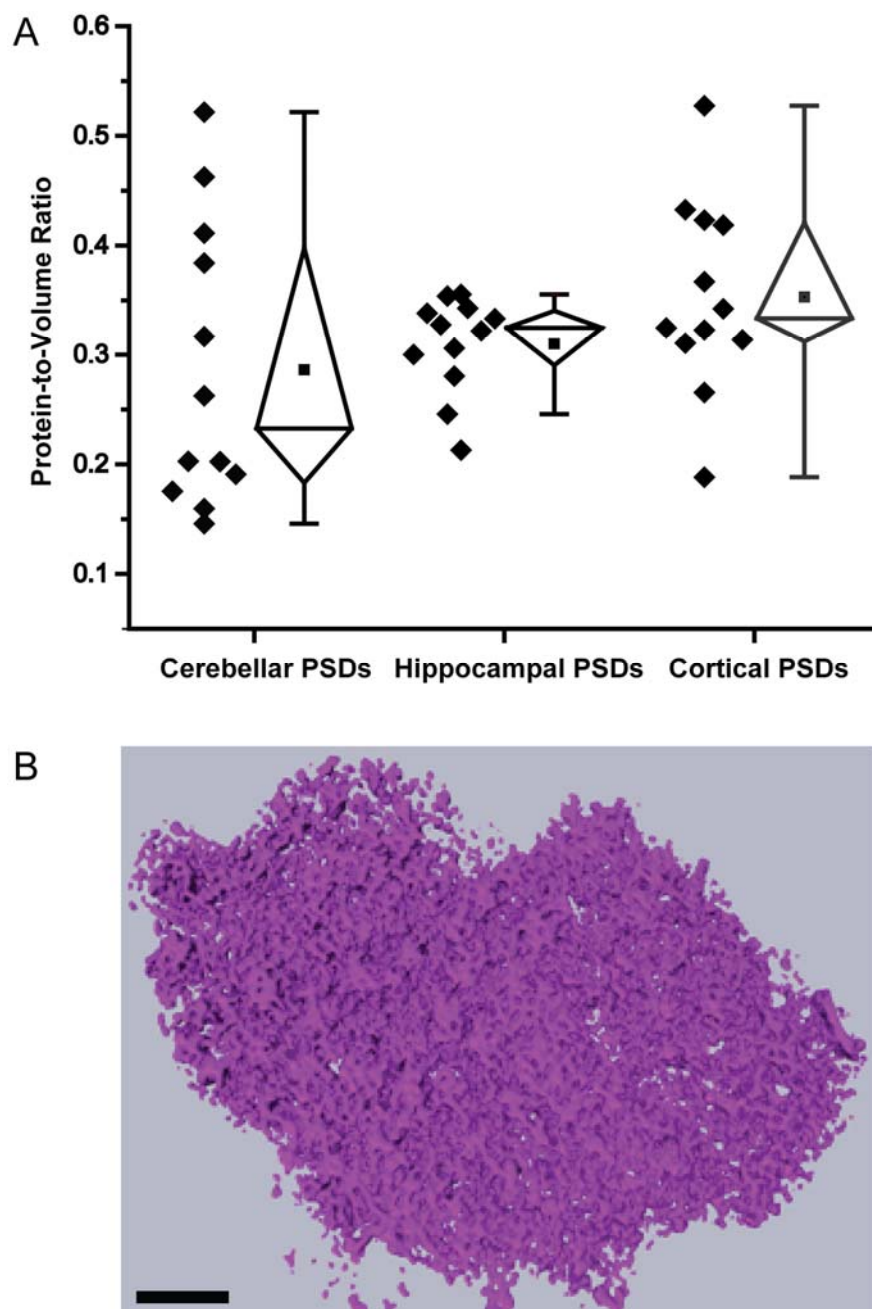 A
0.6
0.5
0.4
0.3
0.2
0.1
Protein-to-Volume Ratio
Cerebellar PSDs Hippocampal PSDs Cortical PSDs
B